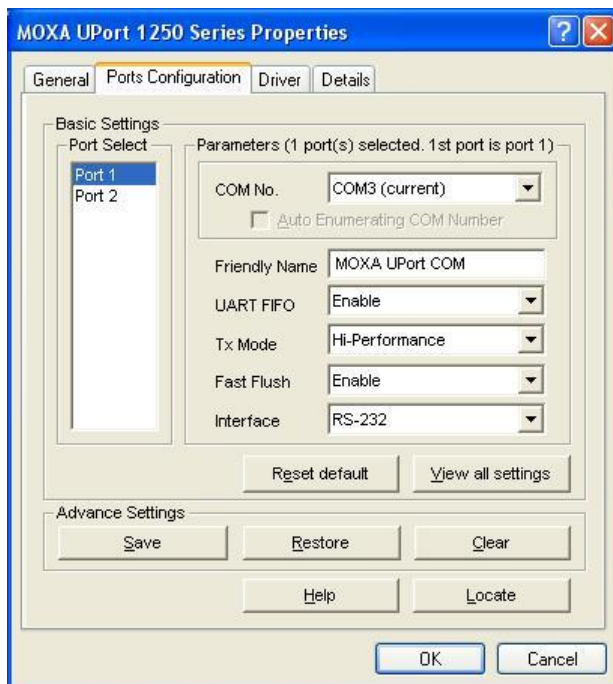 MOXA UPort 1250 Series Properties
General Ports Configuration Driver Details
Basic Settings
Port Select
Port 1
Port 2
Parameters (1 port(s) selected. 1st port is port 1)
COM No. COM3 (current)
Auto Enumerating COM Number
Friendly Name MOXA UPort COM
UART FIFO Enable
Tx Mode Hi-Performance
Fast Flush Enable
Interface RS-232
Reset default View all settings
Advance Settings
Save Restore Clear
Help Locate
OK Cancel